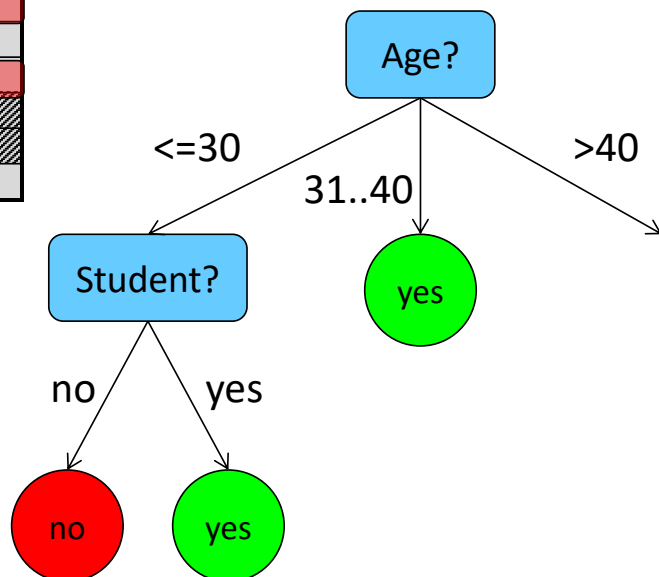 Age?
<=30
31..40
>40
Student?
yes
no
yes
no
yes